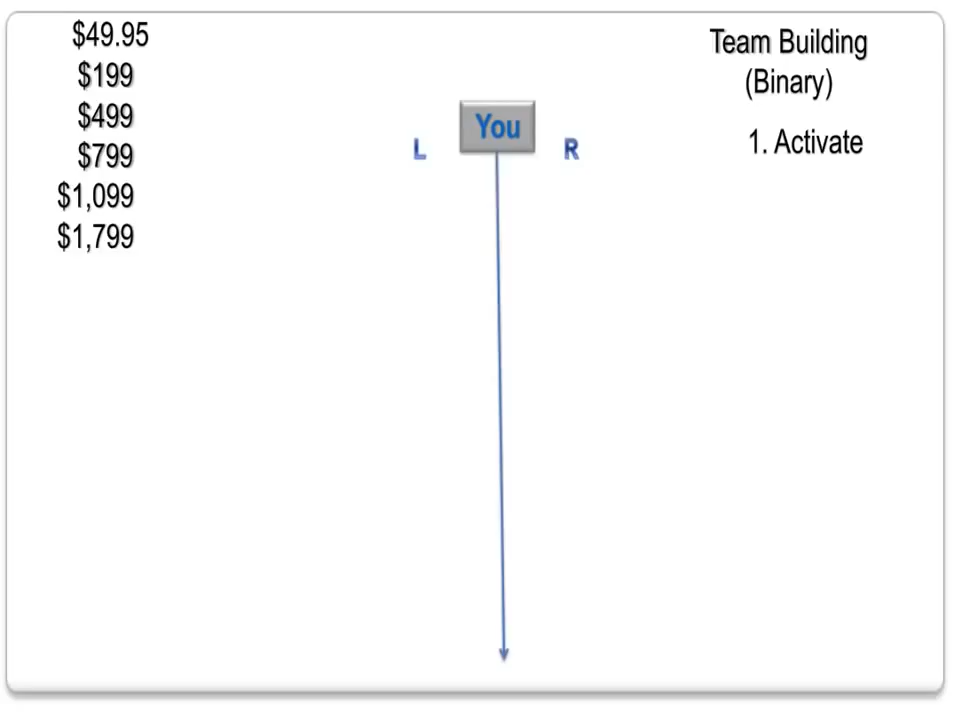 $49.95
$199
$499
$799
$1,099
$1,799
L
You
R
Team Building
(Binary)
1. Activate